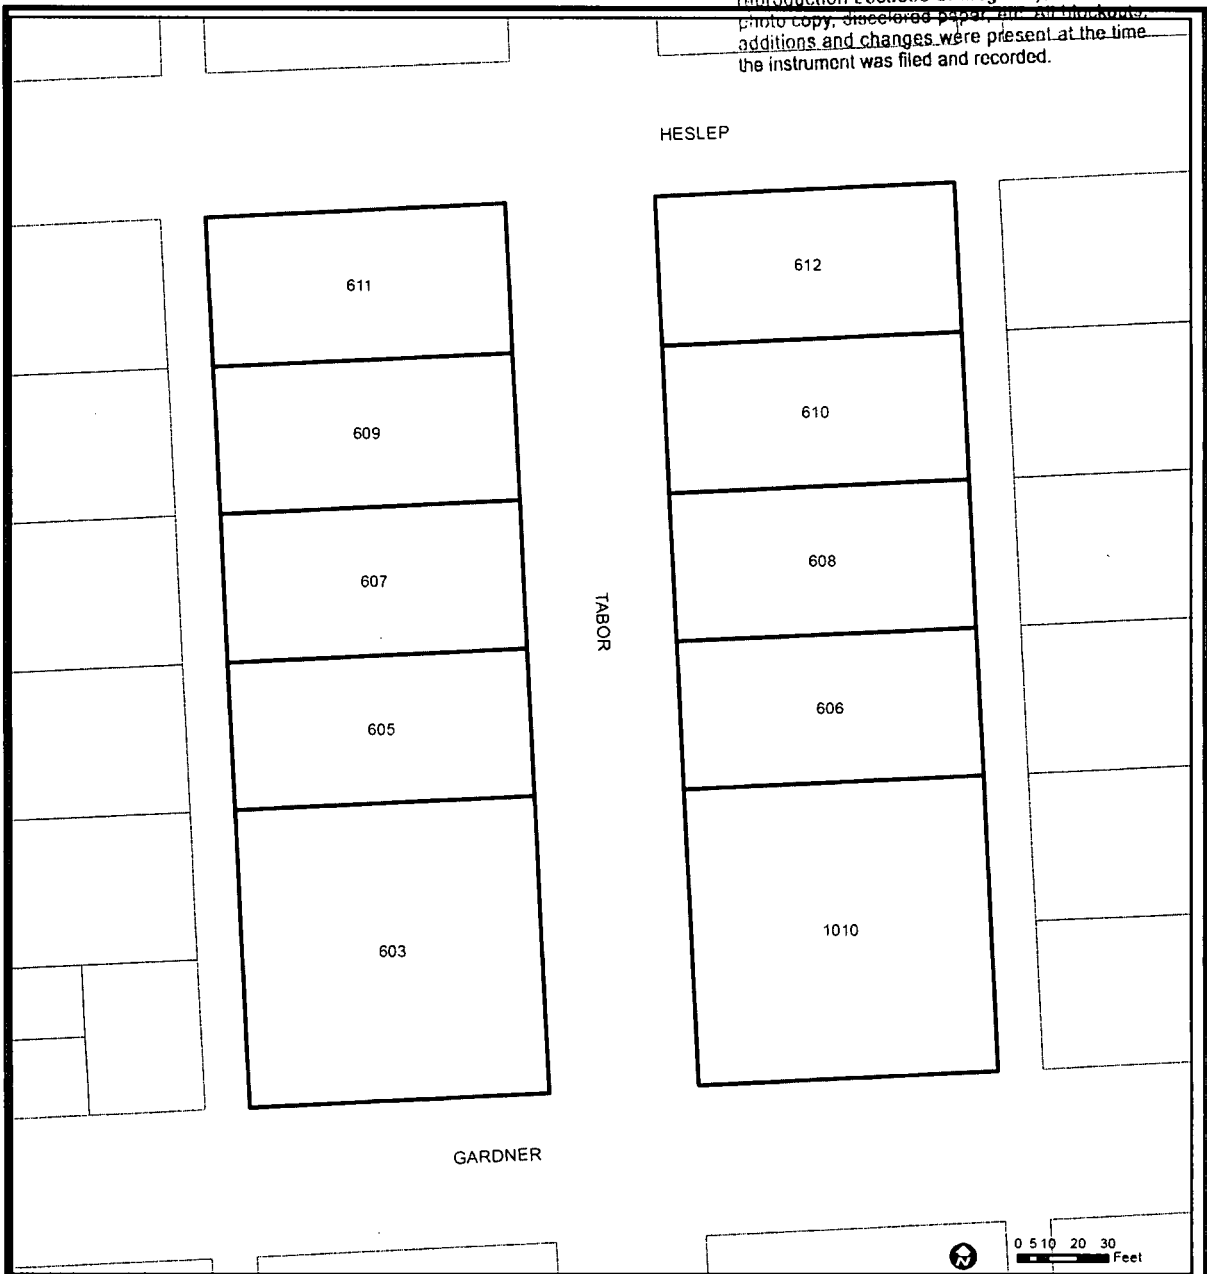 photo copy, discolored paper, etc. All blockouts,
additions and changes were present at the time
the instrument was filed and recorded.
HESLEP
611
612
609
610
607
608
TABOR
605
606
603
1010
GARDNER
N
0 5 10 20 30
Feet